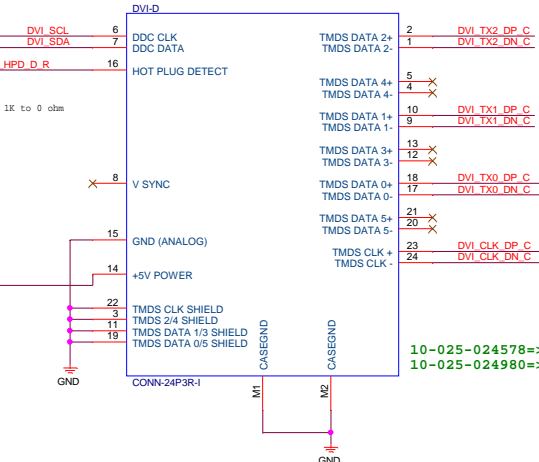 DVI-D
DVI_SCL 6 DDC CLK
DVI_SDA 7 DDC DATA
HPD_D_R 16 HOT PLUG DETECT
1K to 0 ohm
8 V SYNC
15 GND (ANALOG)
14 +5V POWER
22 TMDS CLK SHIELD
3 TMDS 2/4 SHIELD
11 TMDS DATA 1/3 SHIELD
19 TMDS DATA 0/5 SHIELD
GND
CONN-24P3R-I
TMDS DATA 2+ 2 DVI_TX2_DP_C
TMDS DATA 2- 1 DVI_TX2_DN_C
TMDS DATA 4+ 5
TMDS DATA 4- 4
TMDS DATA 1+ 10 DVI_TX1_DP_C
TMDS DATA 1- 9 DVI_TX1_DN_C
TMDS DATA 3+ 13
TMDS DATA 3- 12
TMDS DATA 0+ 18 DVI_TX0_DP_C
TMDS DATA 0- 17 DVI_TX0_DN_C
TMDS DATA 5+ 21
TMDS DATA 5- 20
TMDS CLK + 23 DVI_CLK_DP_C
TMDS CLK - 24 DVI_CLK_DN_C
CASEGND
CASEGND
M1
M2
GND
10-025-024578=>
10-025-024980=>